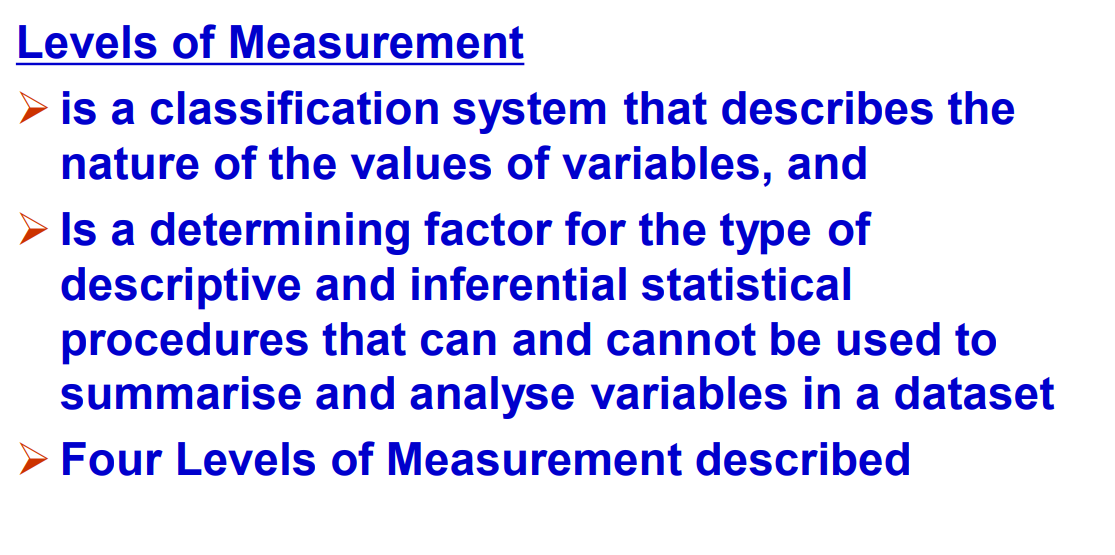 Levels of Measurement
➢ is a classification system that describes the
nature of the values of variables, and
➢ Is a determining factor for the type of
descriptive and inferential statistical
procedures that can and cannot be used to
summarise and analyse variables in a dataset
➢ Four Levels of Measurement described